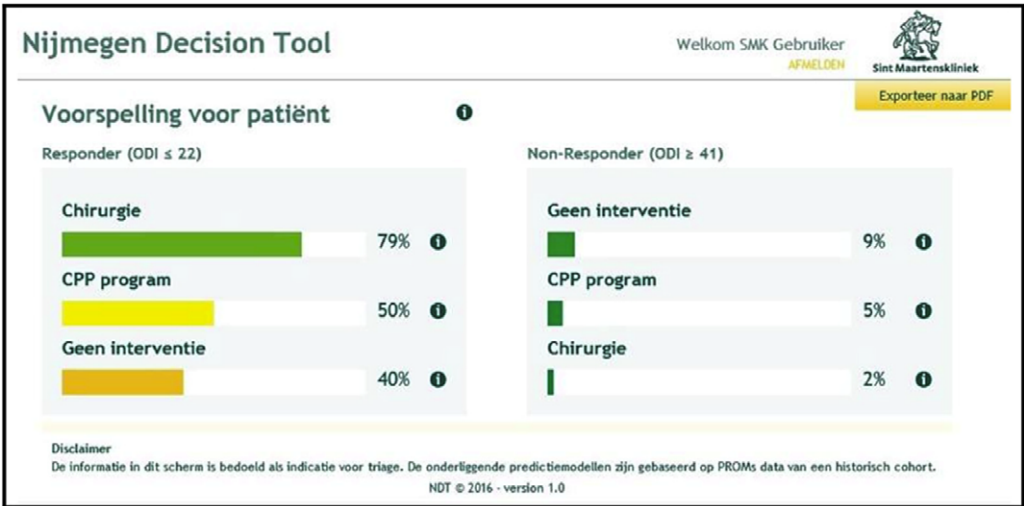 Nijmegen Decision Tool
Welkom SMK Gebruiker
AFMELDEN
Sint Maartenskliniek
Exporteer naar PDF
Voorspelling voor patiënt
Responder (ODI ≤ 22)
Chirurgie
79%
CPP program
50%
Geen interventie
40%
Non-Responder (ODI ≥ 41)
Geen interventie
9%
CPP program
5%
Chirurgie
2%
Disclaimer
De informatie in dit scherm is bedoeld als indicatie voor triage. De onderliggende predictiemodellen zijn gebaseerd op PROMs data van een historisch cohort.
NDT © 2016 - version 1.0